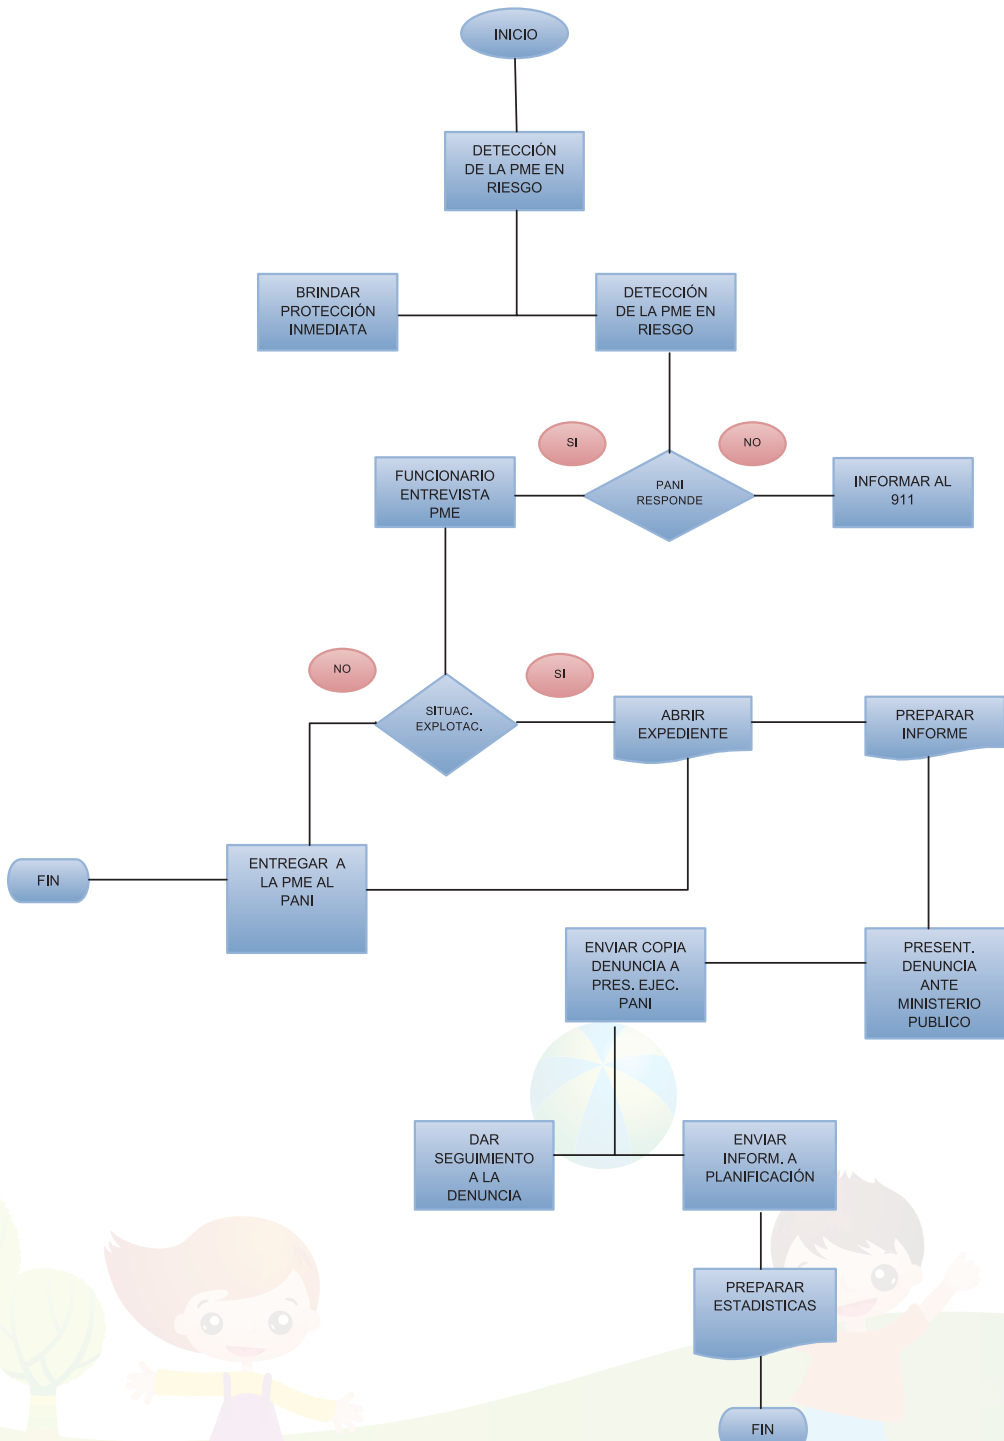 INICIO
DETECCIÓN
DE LA PME EN
RIESGO
BRINDAR
PROTECCIÓN
INMEDIATA
DETECCIÓN
DE LA PME EN
RIESGO
SI
NO
FUNCIONARIO
ENTREVISTA
PME
PANI
RESPONDE
INFORMAR AL
911
NO
SI
SITUAC.
EXPLOTAC.
ABRIR
EXPEDIENTE
PREPARAR
INFORME
FIN
ENTREGAR A
LA PME AL
PANI
ENVIAR COPIA
DENUNCIA A
PRES. EJEC.
PANI
PRESENT.
DENUNCIA
ANTE
MINISTERIO
PUBLICO
DAR
SEGUIMIENTO
A LA
DENUNCIA
ENVIAR
INFORM. A
PLANIFICACIÓN
PREPARAR
ESTADISTICAS
FIN